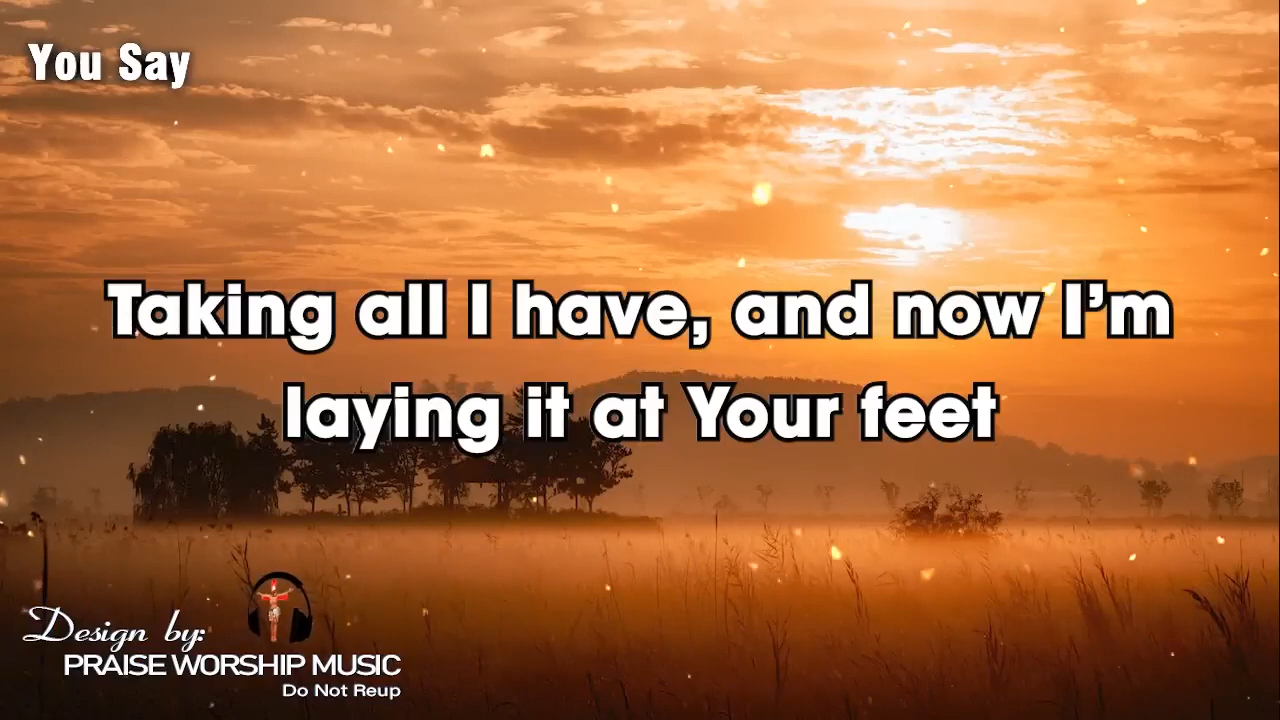 You Say
Taking all I have, and now I'm
laying it at Your feet
Design by:
PRAISE WORSHIP MUSIC
Do Not Reup